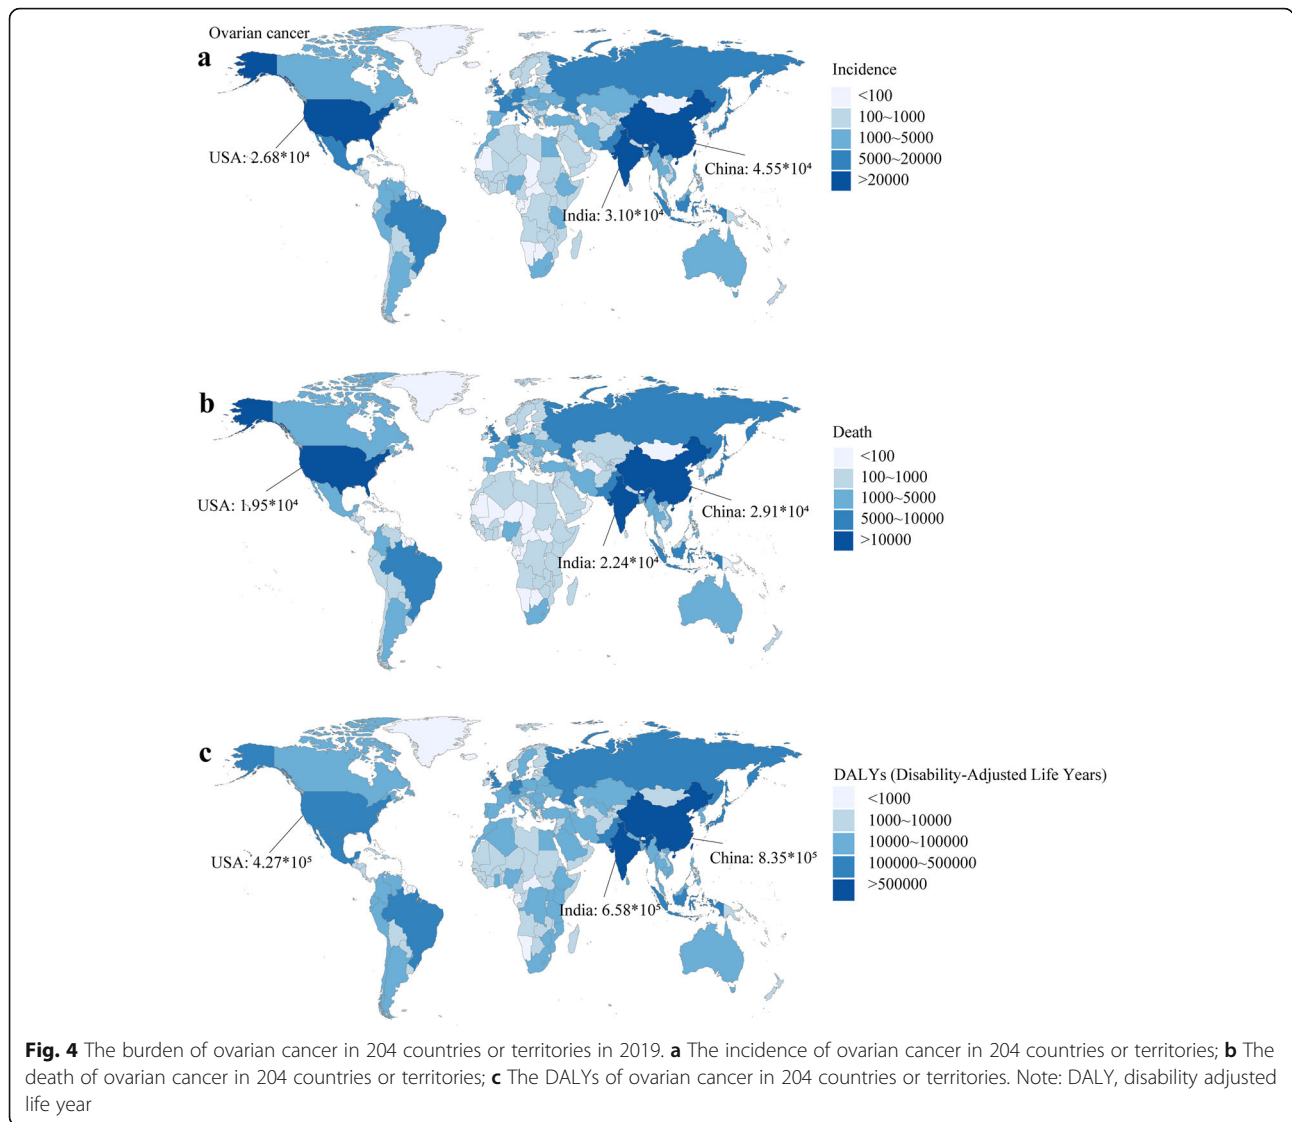 Ovarian cancer
a
Incidence
<100
100~1000
1000~5000
5000~20000
>20000
USA: 2.68*10⁴
China: 4.55*10⁴
India: 3.10*10⁴
b
Death
<100
100~1000
1000~5000
5000~10000
>10000
USA: 1.95*10⁴
China: 2.91*10⁴
India: 2.24*10⁴
c
DALYs (Disability-Adjusted Life Years)
<1000
1000~10000
10000~100000
100000~500000
>500000
USA: 4.27*10⁵
China: 8.35*10⁵
India: 6.58*10⁵
Fig. 4 The burden of ovarian cancer in 204 countries or territories in 2019. a The incidence of ovarian cancer in 204 countries or territories; b The
death of ovarian cancer in 204 countries or territories; c The DALYs of ovarian cancer in 204 countries or territories. Note: DALY, disability adjusted
life year